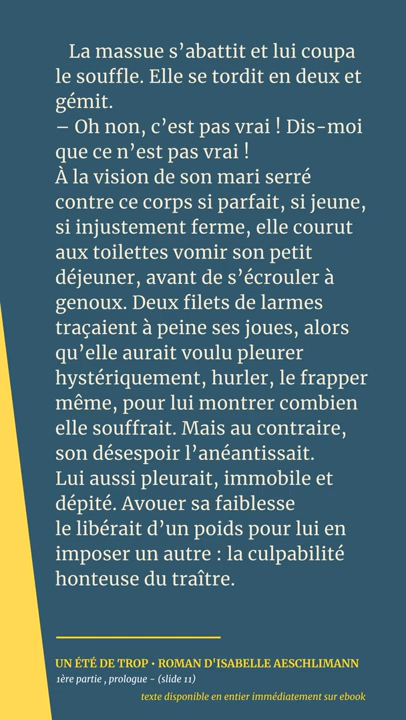 La massue s’abattit et lui coupa
le souffle. Elle se tordit en deux et
gémit.
– Oh non, c’est pas vrai ! Dis-moi
que ce n’est pas vrai !
À la vision de son mari serré
contre ce corps si parfait, si jeune,
si injustement ferme, elle courut
aux toilettes vomir son petit
déjeuner, avant de s’écrouler à
genoux. Deux filets de larmes
traçaient à peine ses joues, alors
qu’elle aurait voulu pleurer
hystériquement, hurler, le frapper
même, pour lui montrer combien
elle souffrait. Mais au contraire,
son désespoir l’anéantissait.
Lui aussi pleurait, immobile et
dépité. Avouer sa faiblesse
le libérait d’un poids pour lui en
imposer un autre : la culpabilité
honteuse du traître.
UN ÉTÉ DE TROP • ROMAN D'ISABELLE AESCHLIMANN
1ère partie , prologue - (slide 11)
texte disponible en entier immédiatement sur ebook